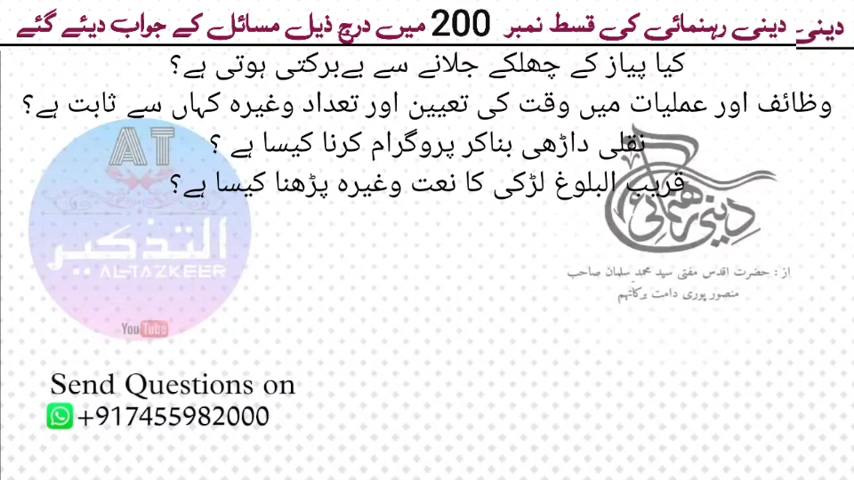 دینی دینی رہنمائی کی قسط نمبر 200 میں درج ذیل مسائل کے جواب دیئے گئے
کیا پیاز کے چھلکے جلانے سے بےبرکتی ہوتی ہے؟
وظائف اور عملیات میں وقت کی تعیین اور تعداد وغیرہ کہاں سے ثابت ہے؟
نقلی داڑھی بناکر پروگرام کرنا کیسا ہے ؟
قریب البلوغ لڑکی کا نعت وغیرہ پڑھنا کیسا ہے؟
AT
التذکیر
AL-TAZKEER
YouTube
دینی رہنمائی
از : حضرت اقدس مفتی سید محمد سلمان صاحب
منصور پوری دامت برکاتہم
Send Questions on
+917455982000